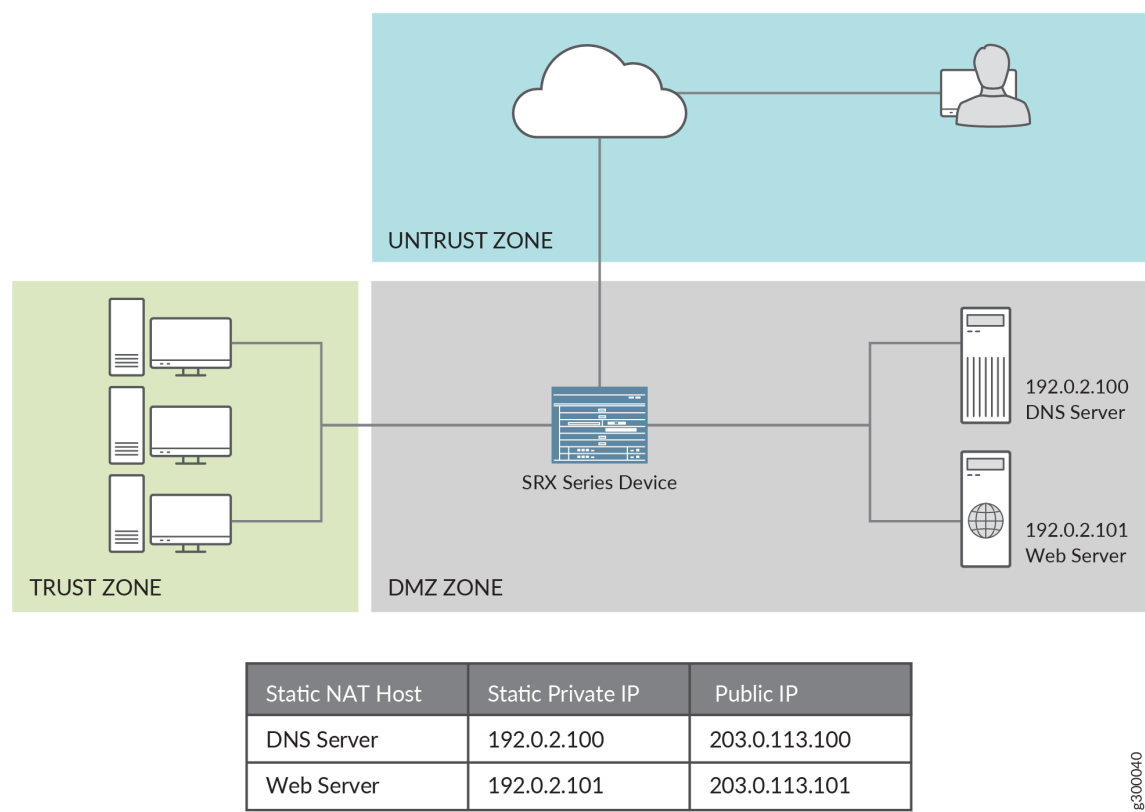 UNTRUST ZONE
192.0.2.100
DNS Server
SRX Series Device
192.0.2.101
Web Server
TRUST ZONE
DMZ ZONE
Static NAT Host Static Private IP Public IP
DNS Server 192.0.2.100 203.0.113.100
Web Server 192.0.2.101 203.0.113.101
g300040